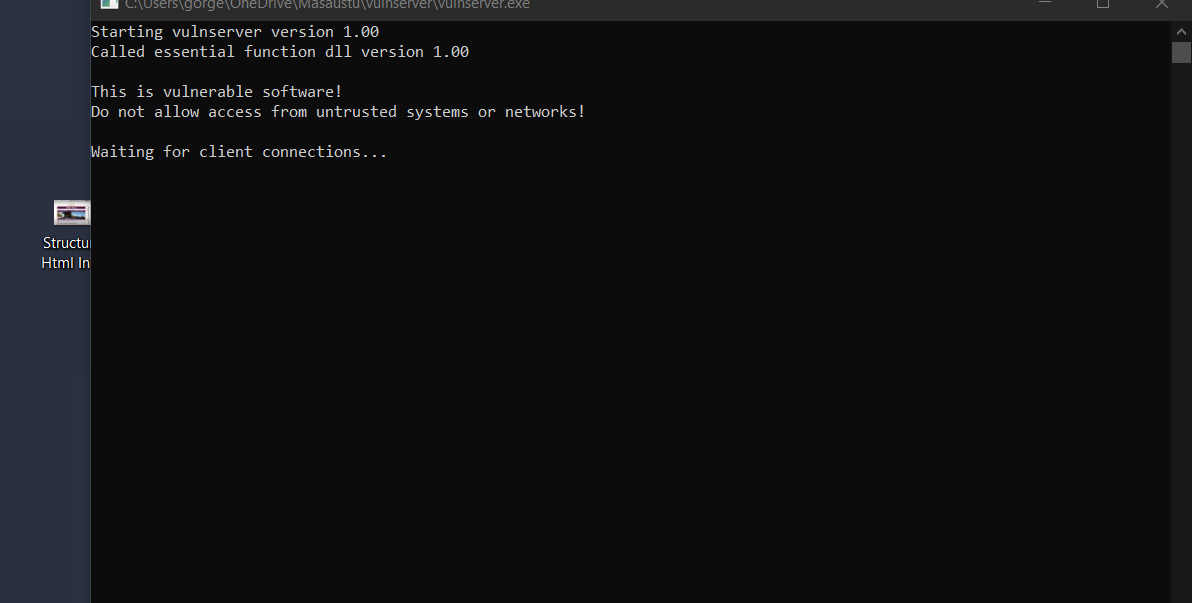 C:\Users\gorge\OneDrive\Masaüstü\vulnserver\vulnserver.exe
Starting vulnserver version 1.00
Called essential function dll version 1.00
This is vulnerable software!
Do not allow access from untrusted systems or networks!
Waiting for client connections...
Structu
Html In